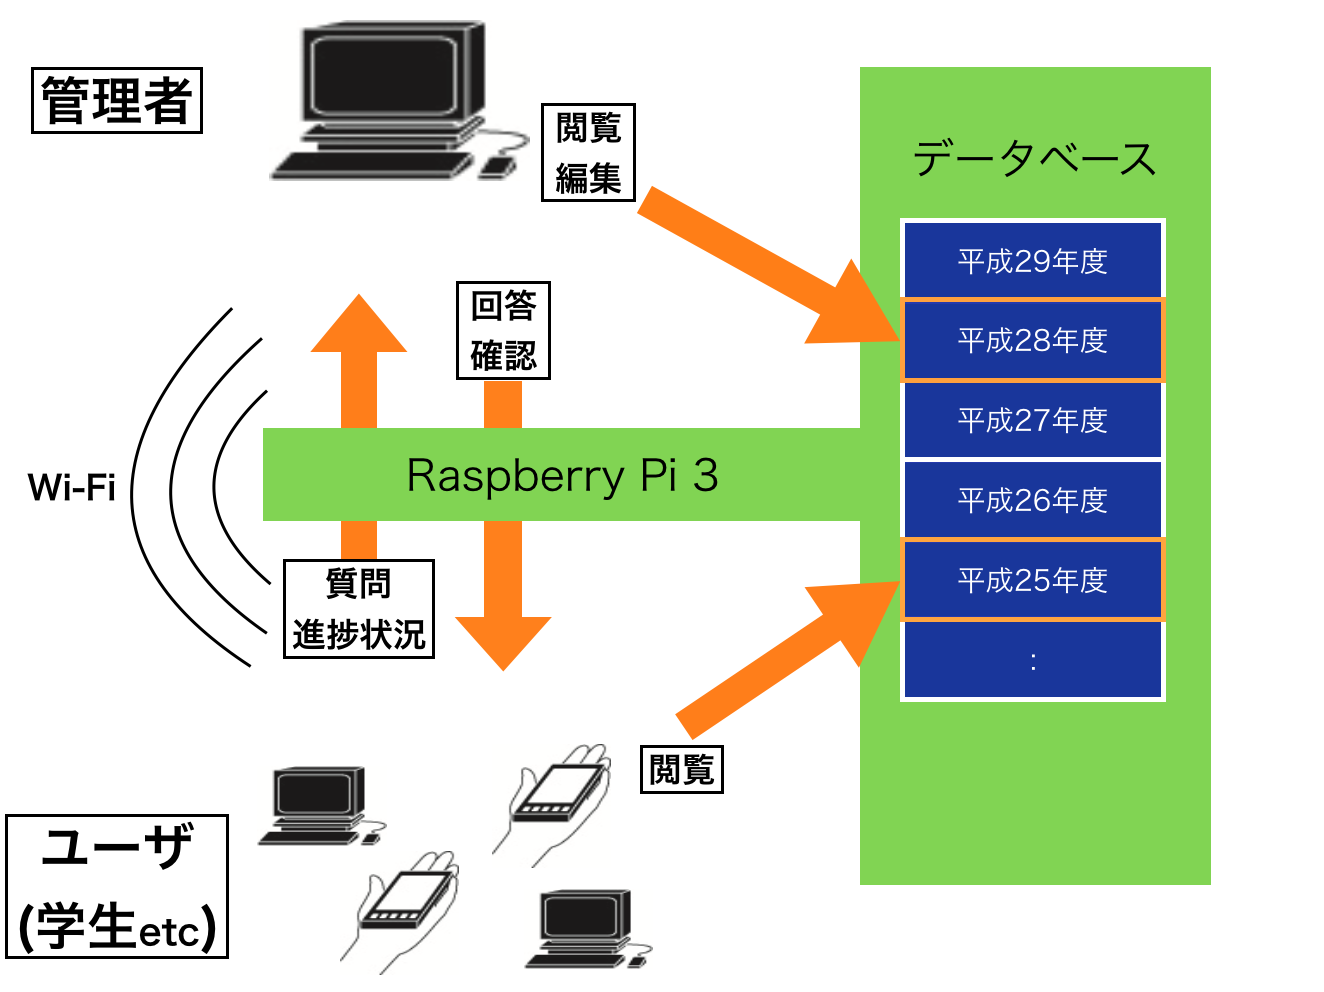 管理者
閲覧
編集
データベース
平成29年度
平成28年度
平成27年度
平成26年度
平成25年度
:
回答
確認
Wi-Fi
Raspberry Pi 3
質問
進捗状況
閲覧
ユーザ
(学生etc)